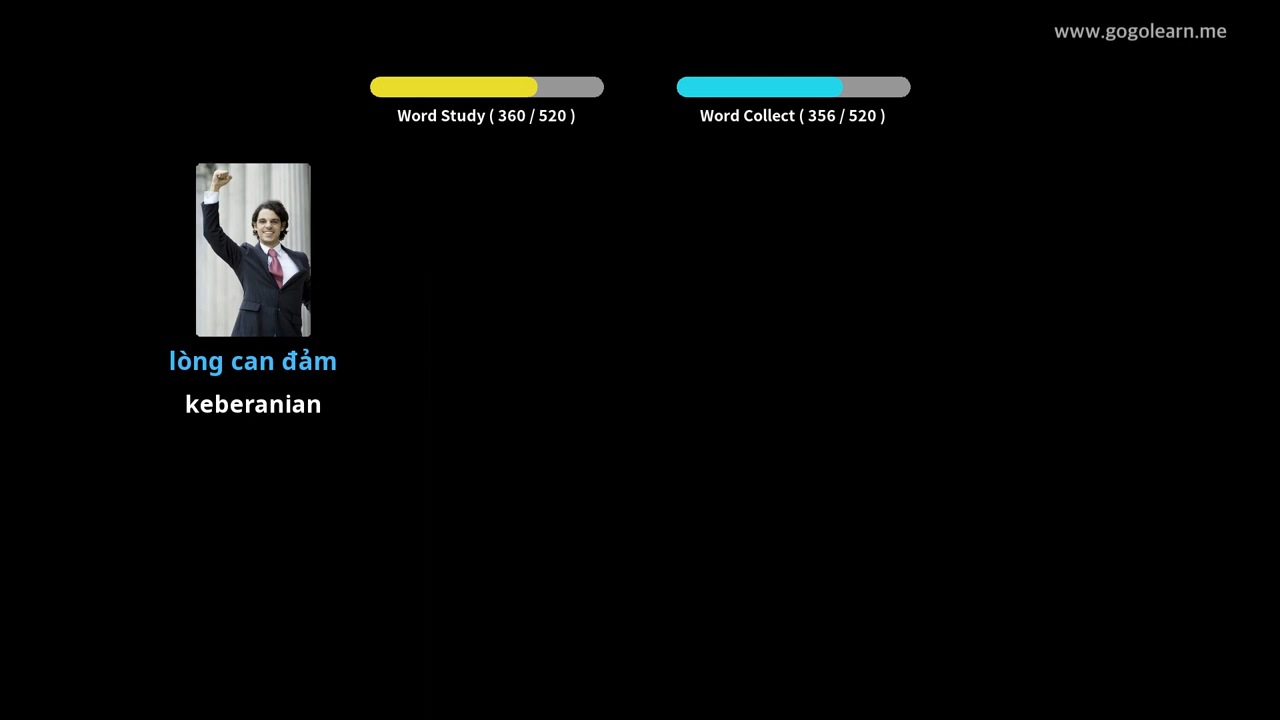 www.gogolearn.me
Word Study ( 360 / 520 )
Word Collect ( 356 / 520 )
lòng can đảm
keberanian